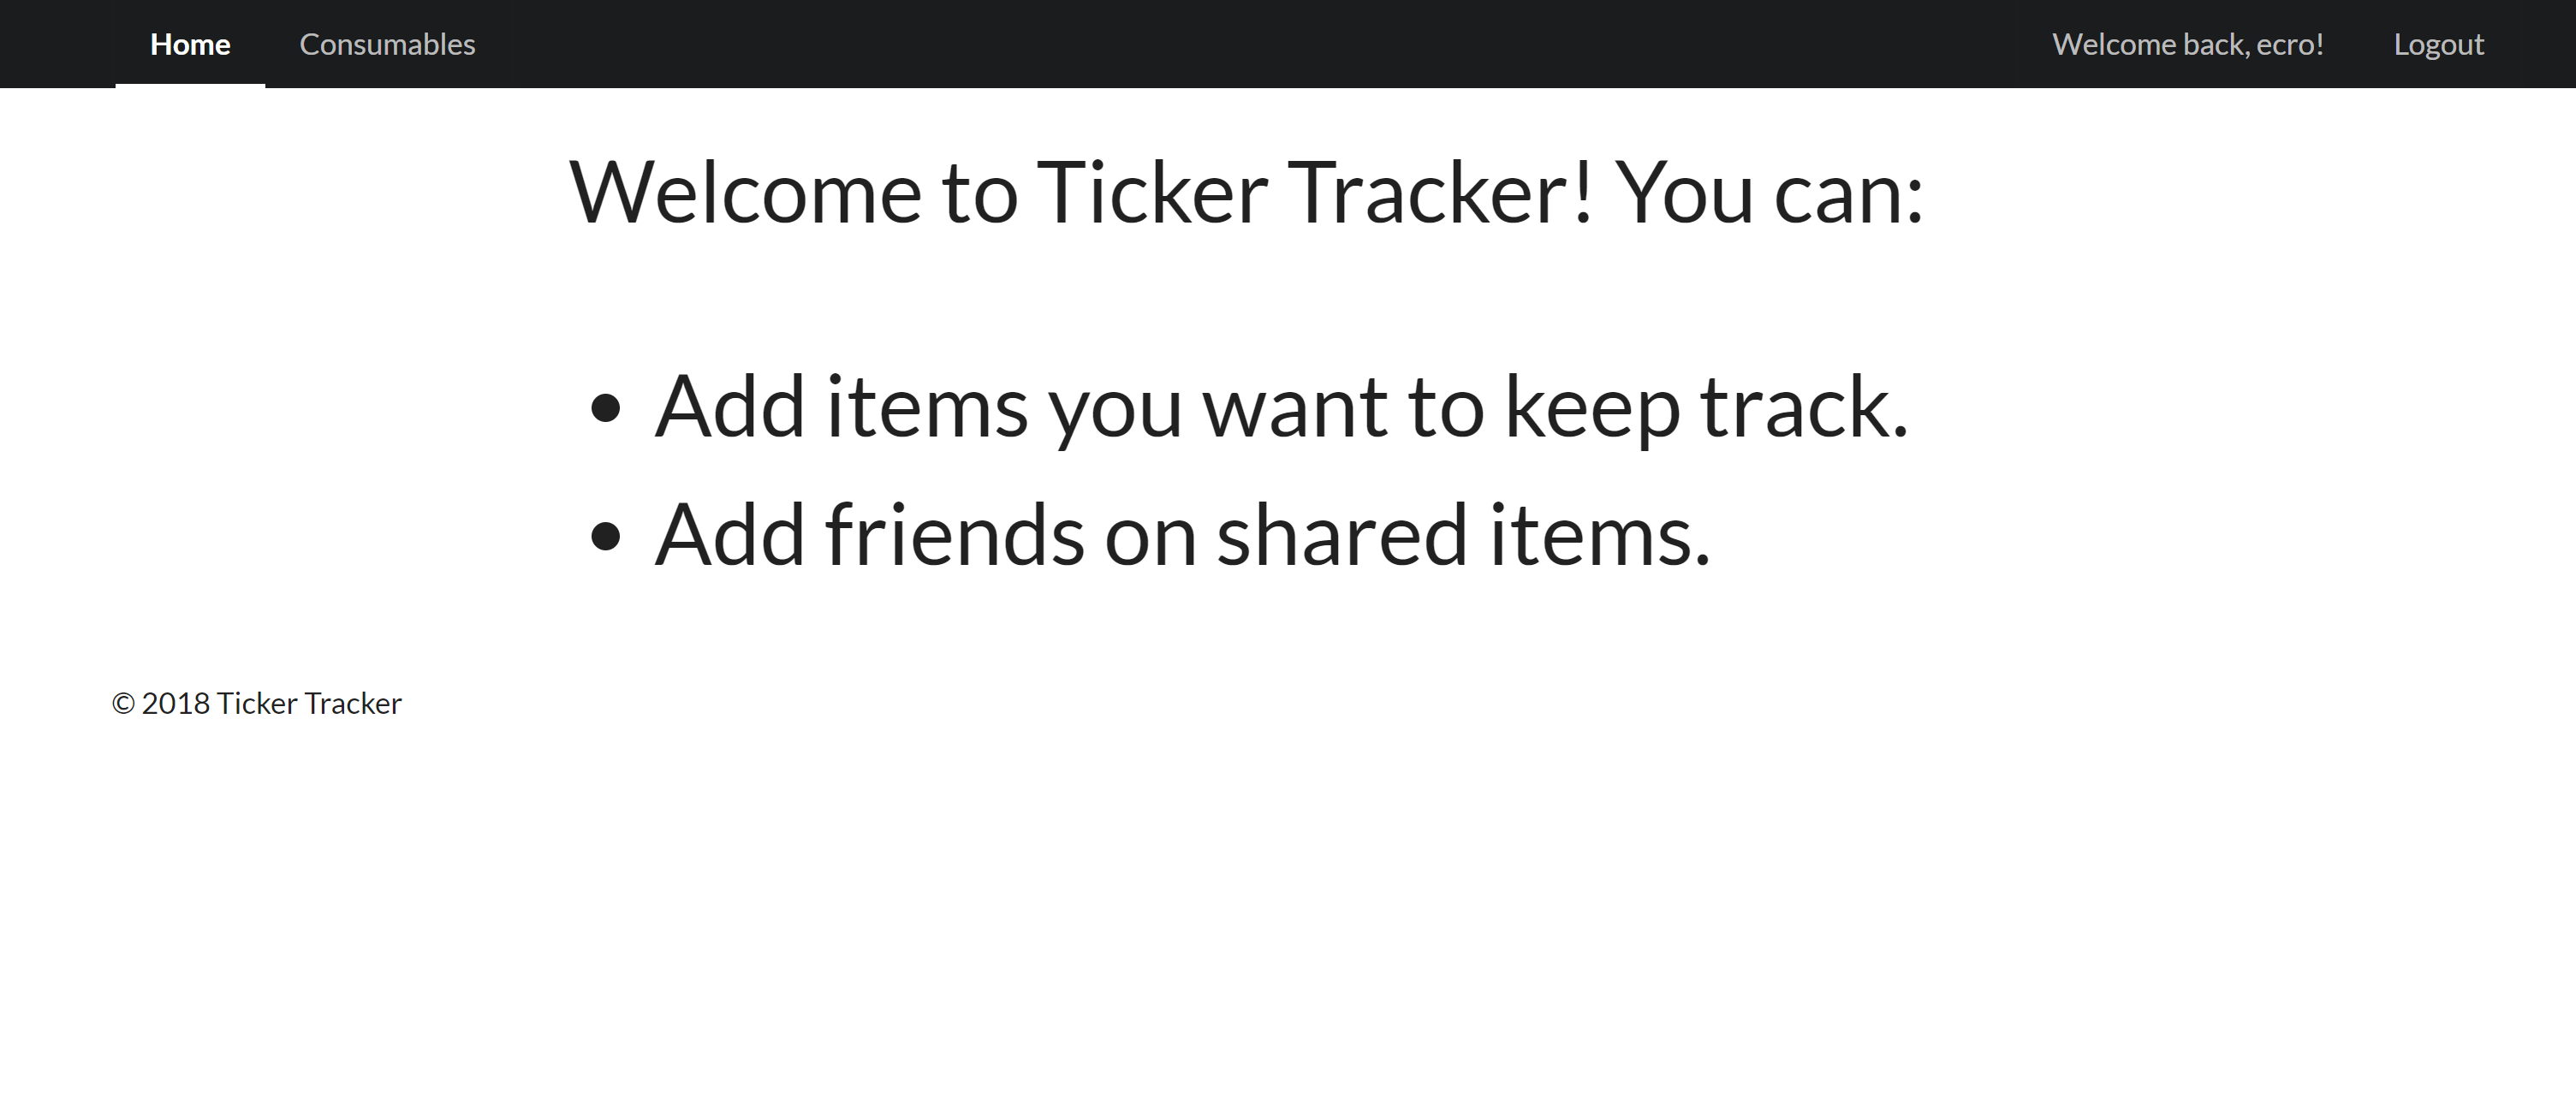 Home Consumables Welcome back, ecro! Logout
Welcome to Ticker Tracker! You can:
• Add items you want to keep track.
• Add friends on shared items.
© 2018 Ticker Tracker